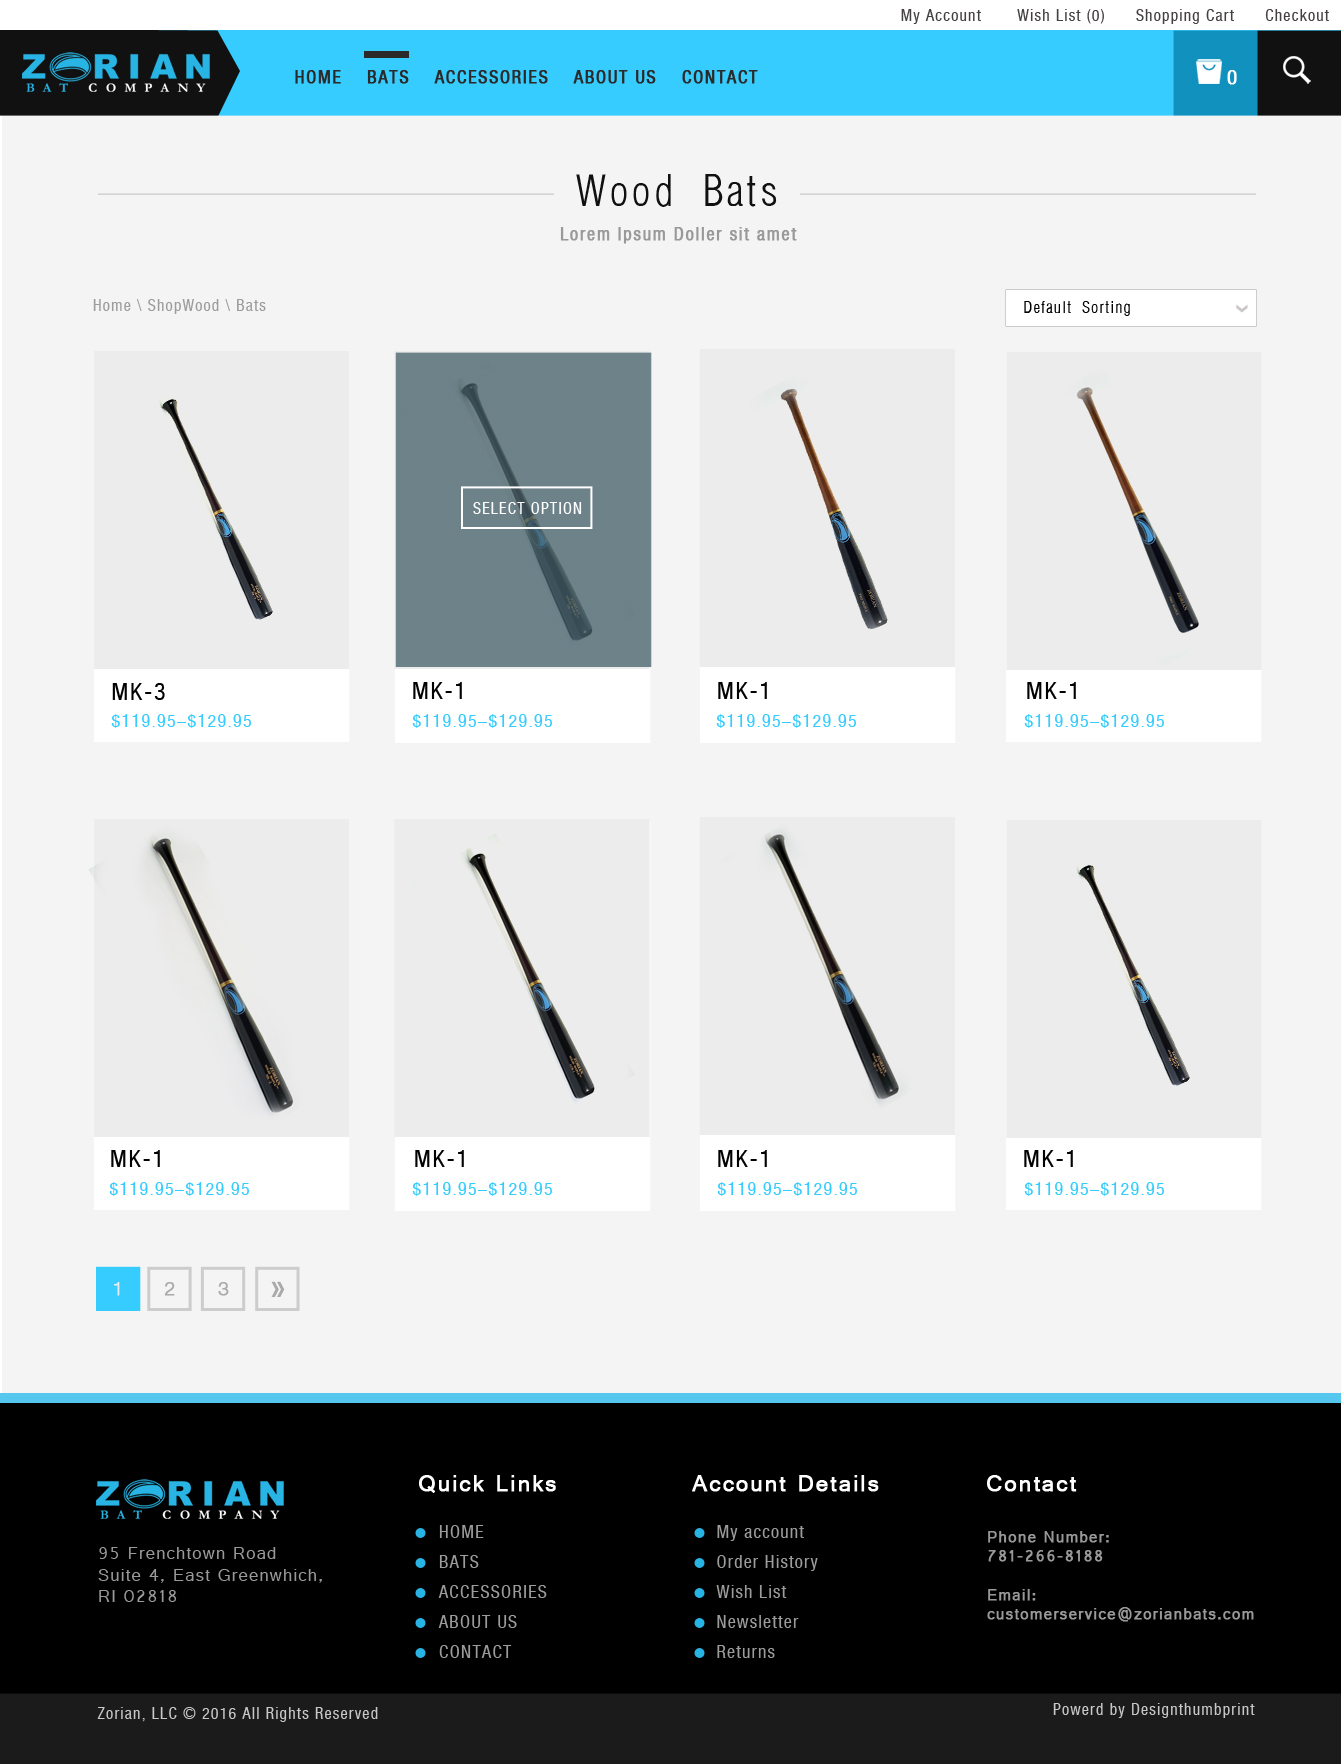 My Account Wish List (0) Shopping Cart Checkout
ZORIAN
BAT COMPANY
HOME BATS ACCESSORIES ABOUT US CONTACT
0
Wood Bats
Lorem Ipsum Doller sit amet
Home \ ShopWood \ Bats
Default Sorting
SELECT OPTION
MK-3
$119.95–$129.95
MK-1
$119.95–$129.95
MK-1
$119.95–$129.95
MK-1
$119.95–$129.95
MK-1
$119.95–$129.95
MK-1
$119.95–$129.95
MK-1
$119.95–$129.95
MK-1
$119.95–$129.95
1 2 3 »
ZORIAN
BAT COMPANY
95 Frenchtown Road
Suite 4, East Greenwhich,
RI 02818
Quick Links
HOME
BATS
ACCESSORIES
ABOUT US
CONTACT
Account Details
My account
Order History
Wish List
Newsletter
Returns
Contact
Phone Number:
781-266-8188
Email:
customerservice@zorianbats.com
Zorian, LLC © 2016 All Rights Reserved
Powerd by Designthumbprint